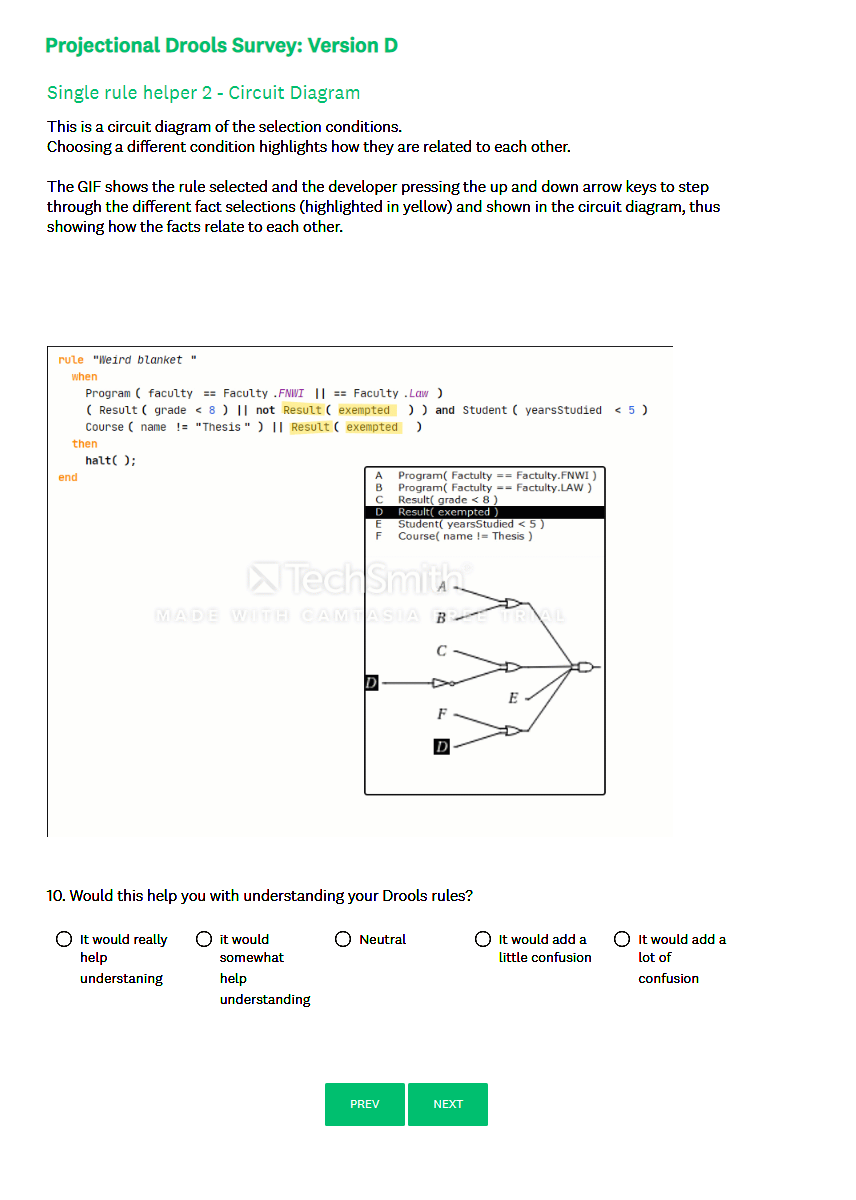 Projectional Drools Survey: Version D
Single rule helper 2 - Circuit Diagram
This is a circuit diagram of the selection conditions.
Choosing a different condition highlights how they are related to each other.
The GIF shows the rule selected and the developer pressing the up and down arrow keys to step
through the different fact selections (highlighted in yellow) and shown in the circuit diagram, thus
showing how the facts relate to each other.
rule "Weird blanket "
when
Program ( faculty == Faculty .FNWI || == Faculty .Law )
( Result ( grade < 8 ) || not Result ( exempted ) ) and Student ( yearsStudied < 5 )
Course ( name != "Thesis" ) || Result ( exempted )
then
halt( );
end
A Program( Factulty == Factulty.FNWI )
B Program( Factulty == Factulty.LAW )
C Result( grade < 8 )
D Result( exempted )
E Student( yearsStudied < 5 )
F Course( name != Thesis )
TechSmith
MADE WITH CAMTASIA FREE TRIAL
A
B
C
D
E
F
D
10. Would this help you with understanding your Drools rules?
It would really
help
understaning
it would
somewhat
help
understanding
Neutral
It would add a
little confusion
It would add a
lot of
confusion
PREV
NEXT